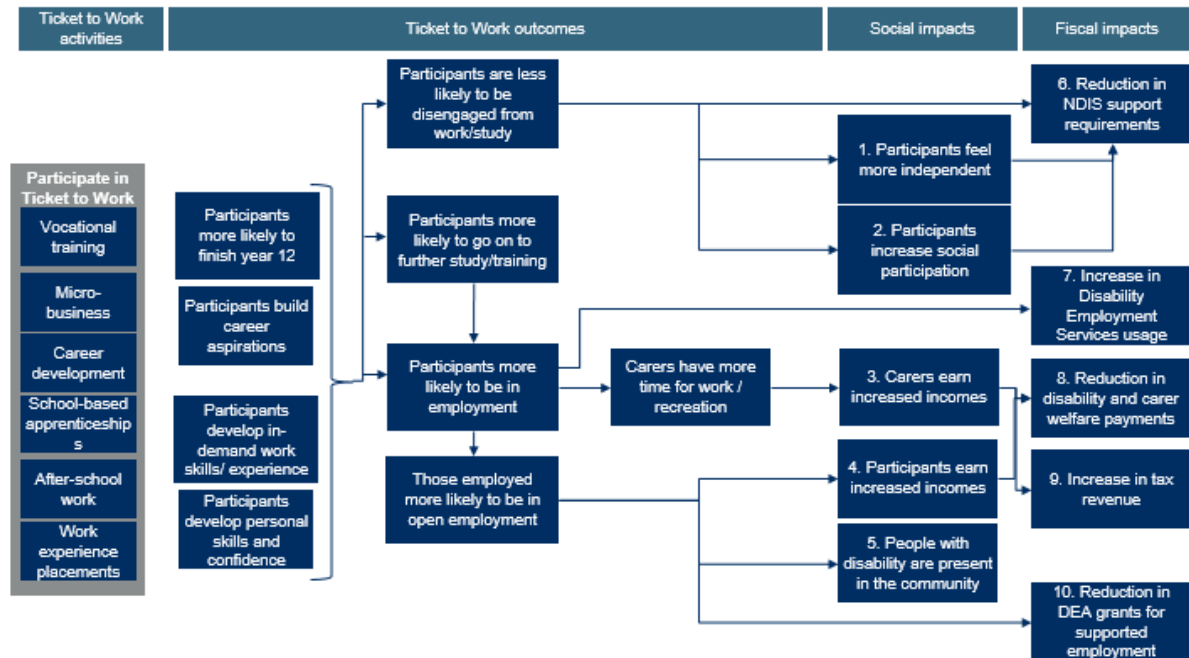 Ticket to Work
activities
Ticket to Work outcomes
Social impacts
Fiscal impacts
Participate in
Ticket to Work
Vocational
training
Micro-
business
Career
development
School-based
apprenticeship
s
After-school
work
Work
experience
placements
Participants
more likely to
finish year 12
Participants build
career
aspirations
Participants
develop in-
demand work
skills/ experience
Participants
develop personal
skills and
confidence
Participants are less
likely to be
disengaged from
work/study
Participants more
likely to go on to
further study/training
Participants more
likely to be in
employment
Those employed
more likely to be in
open employment
Carers have more
time for work /
recreation
1. Participants feel
more independent
2. Participants
increase social
participation
3. Carers earn
increased incomes
4. Participants earn
increased incomes
5. People with
disability are present
in the community
6. Reduction in
NDIS support
requirements
7. Increase in
Disability
Employment
Services usage
8. Reduction in
disability and carer
welfare payments
9. Increase in tax
revenue
10. Reduction in
DEA grants for
supported
employment